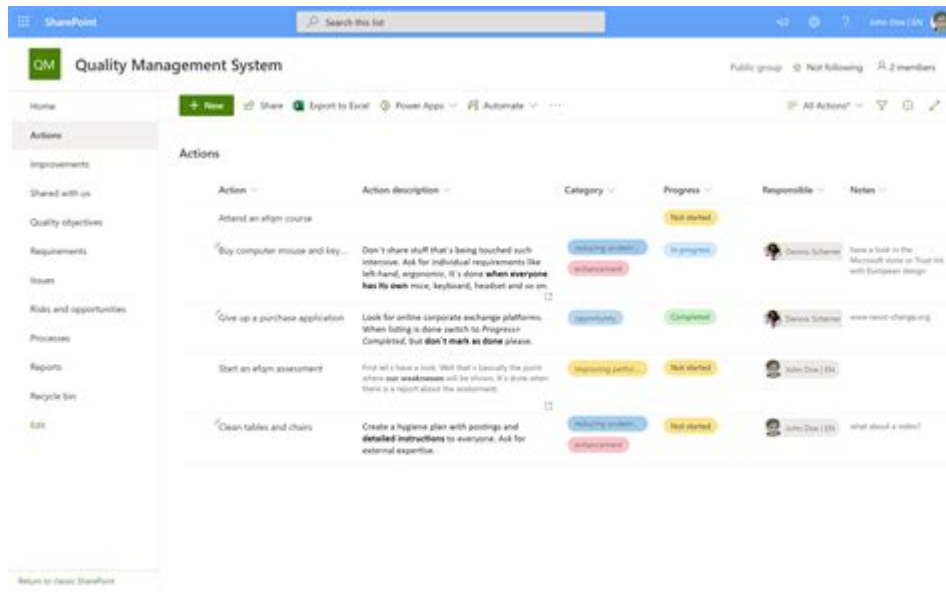 SharePoint
Search this list
John Doe | EN
QM
Quality Management System
Public group
Not following
2 members
Home
Actions
Improvements
Shared with us
Quality objectives
Requirements
Issues
Risks and opportunities
Processes
Reports
Recycle bin
Edit
Return to classic SharePoint
+ New
Share
Export to Excel
Power Apps
Automate
···
All Actions*
Actions
Action
Action description
Category
Progress
Responsible
Notes
Attend an efqm course
Not started
Buy computer mouse and key...
Don't share stuff that's being touched such
intensive. Ask for individual requirements like
left-hand, ergonomic. It's done when everyone
has its own mice, keyboard, headset and so on.
reducing
enhancement
In progress
Dennis
have a look in the
Microsoft store or Trust
with European design
Give up a purchase application
Look for online corporate exchange platforms.
When listing is done switch to Progress=
Completed, but don't mark as done please.
opportunity
Completed
Dennis
Start an efqm assessment
First let's have a look. Well that's basically the point
where our weaknesses will be shown. It's done when
there is a report about the assessment.
improving
Not started
John Doe | EN
Clean tables and chairs
Create a hygiene plan with postings and
detailed instructions to everyone. Ask for
external expertise.
reducing
enhancement
Not started
John Doe | EN
what about a video?